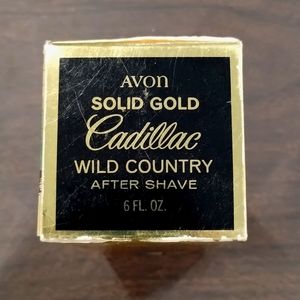 AVON
SOLID GOLD
Cadillac
WILD COUNTRY
AFTER SHAVE
6 FL. OZ.